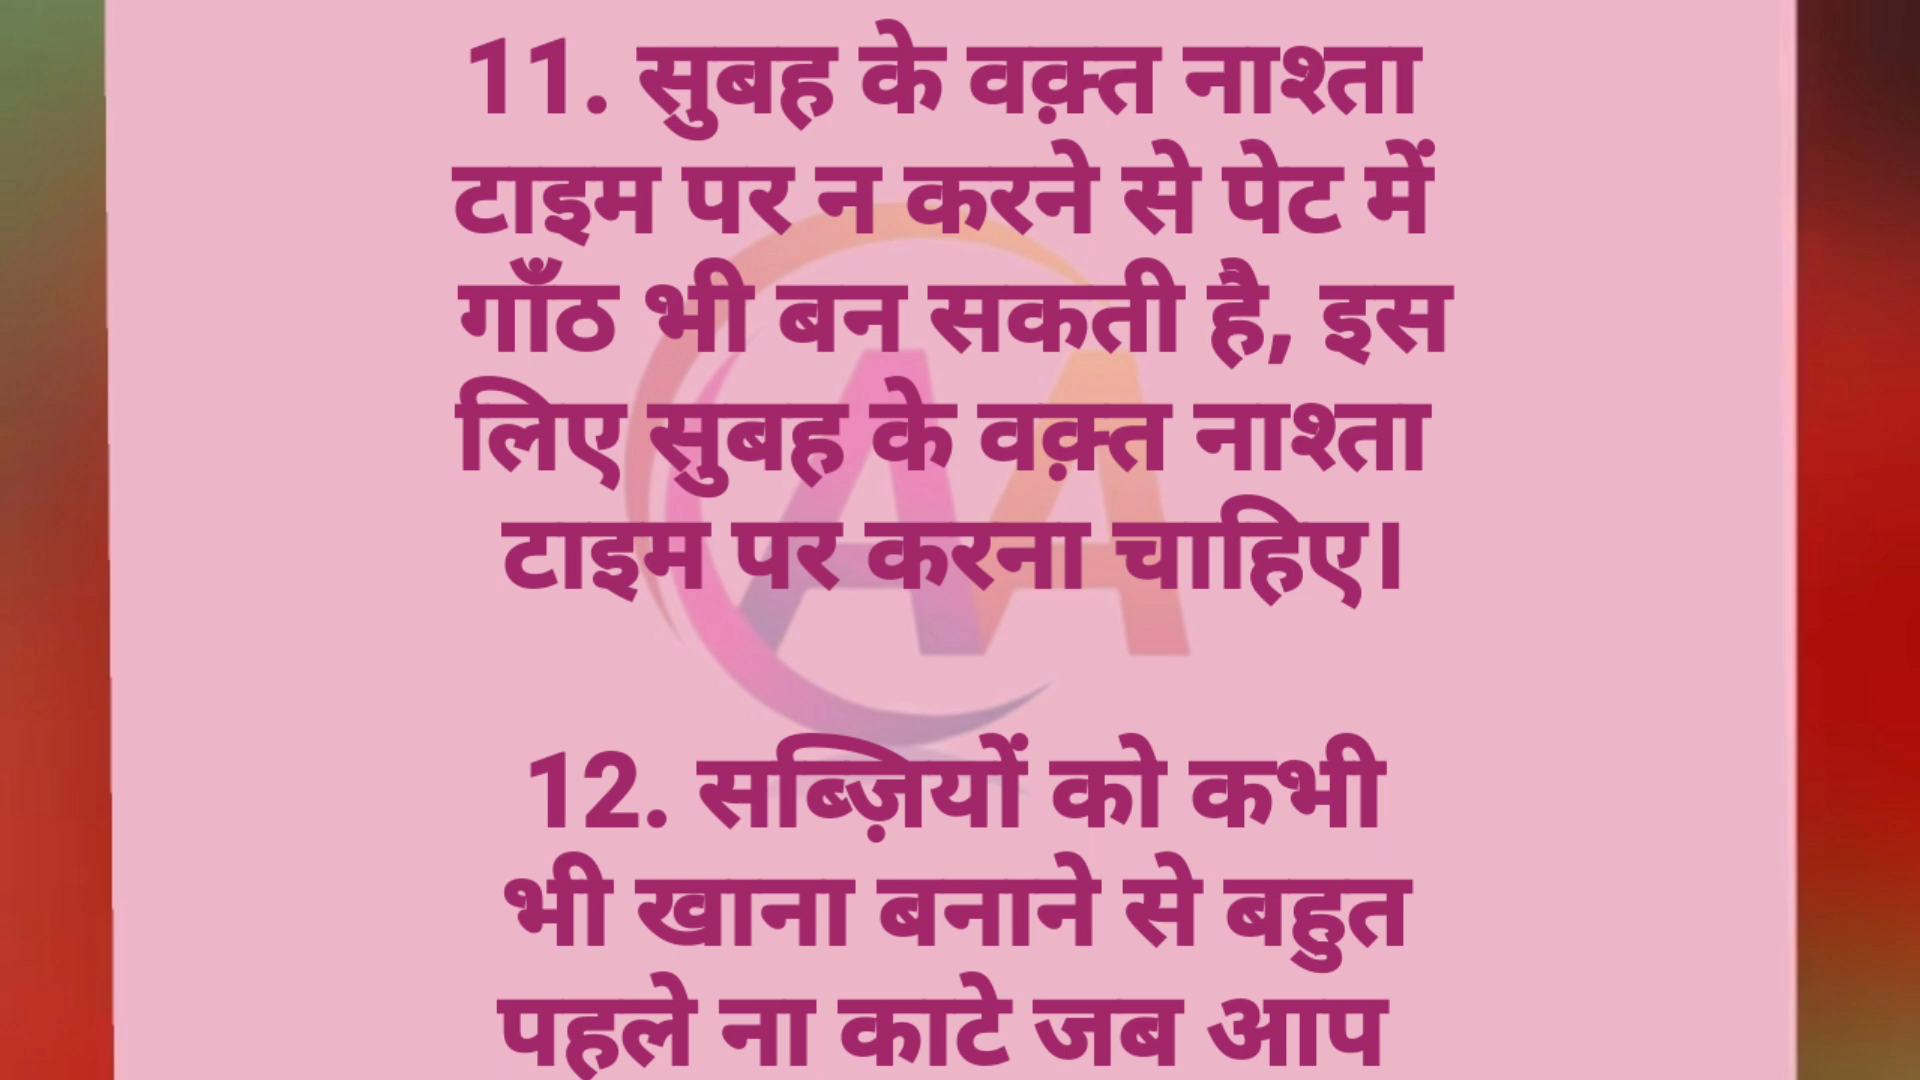 11. सुबह के वक़्त नाश्ता
टाइम पर न करने से पेट में
गाँठ भी बन सकती है, इस
लिए सुबह के वक़्त नाश्ता
टाइम पर करना चाहिए।
12. सब्ज़ियों को कभी
भी खाना बनाने से बहुत
पहले ना काटे जब आप
AA